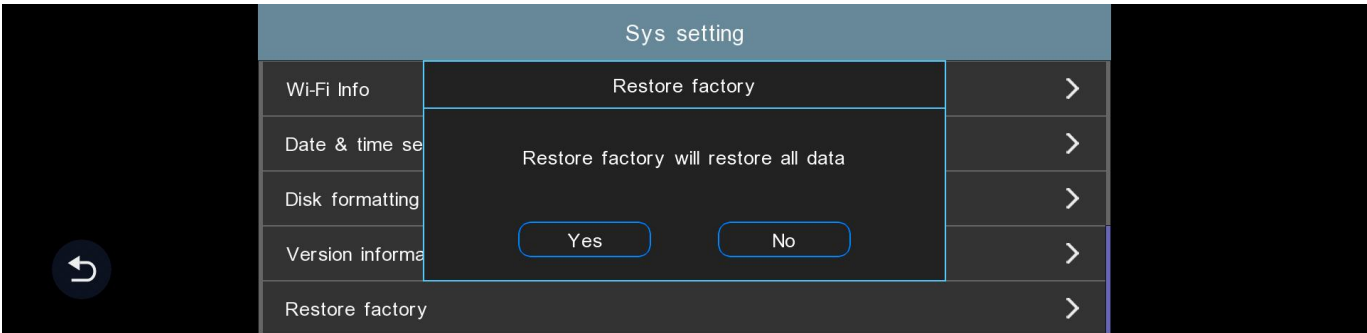 Sys setting
Wi-Fi Info
Restore factory
Date & time se
Restore factory will restore all data
Disk formatting
Yes No
Version informa
Restore factory